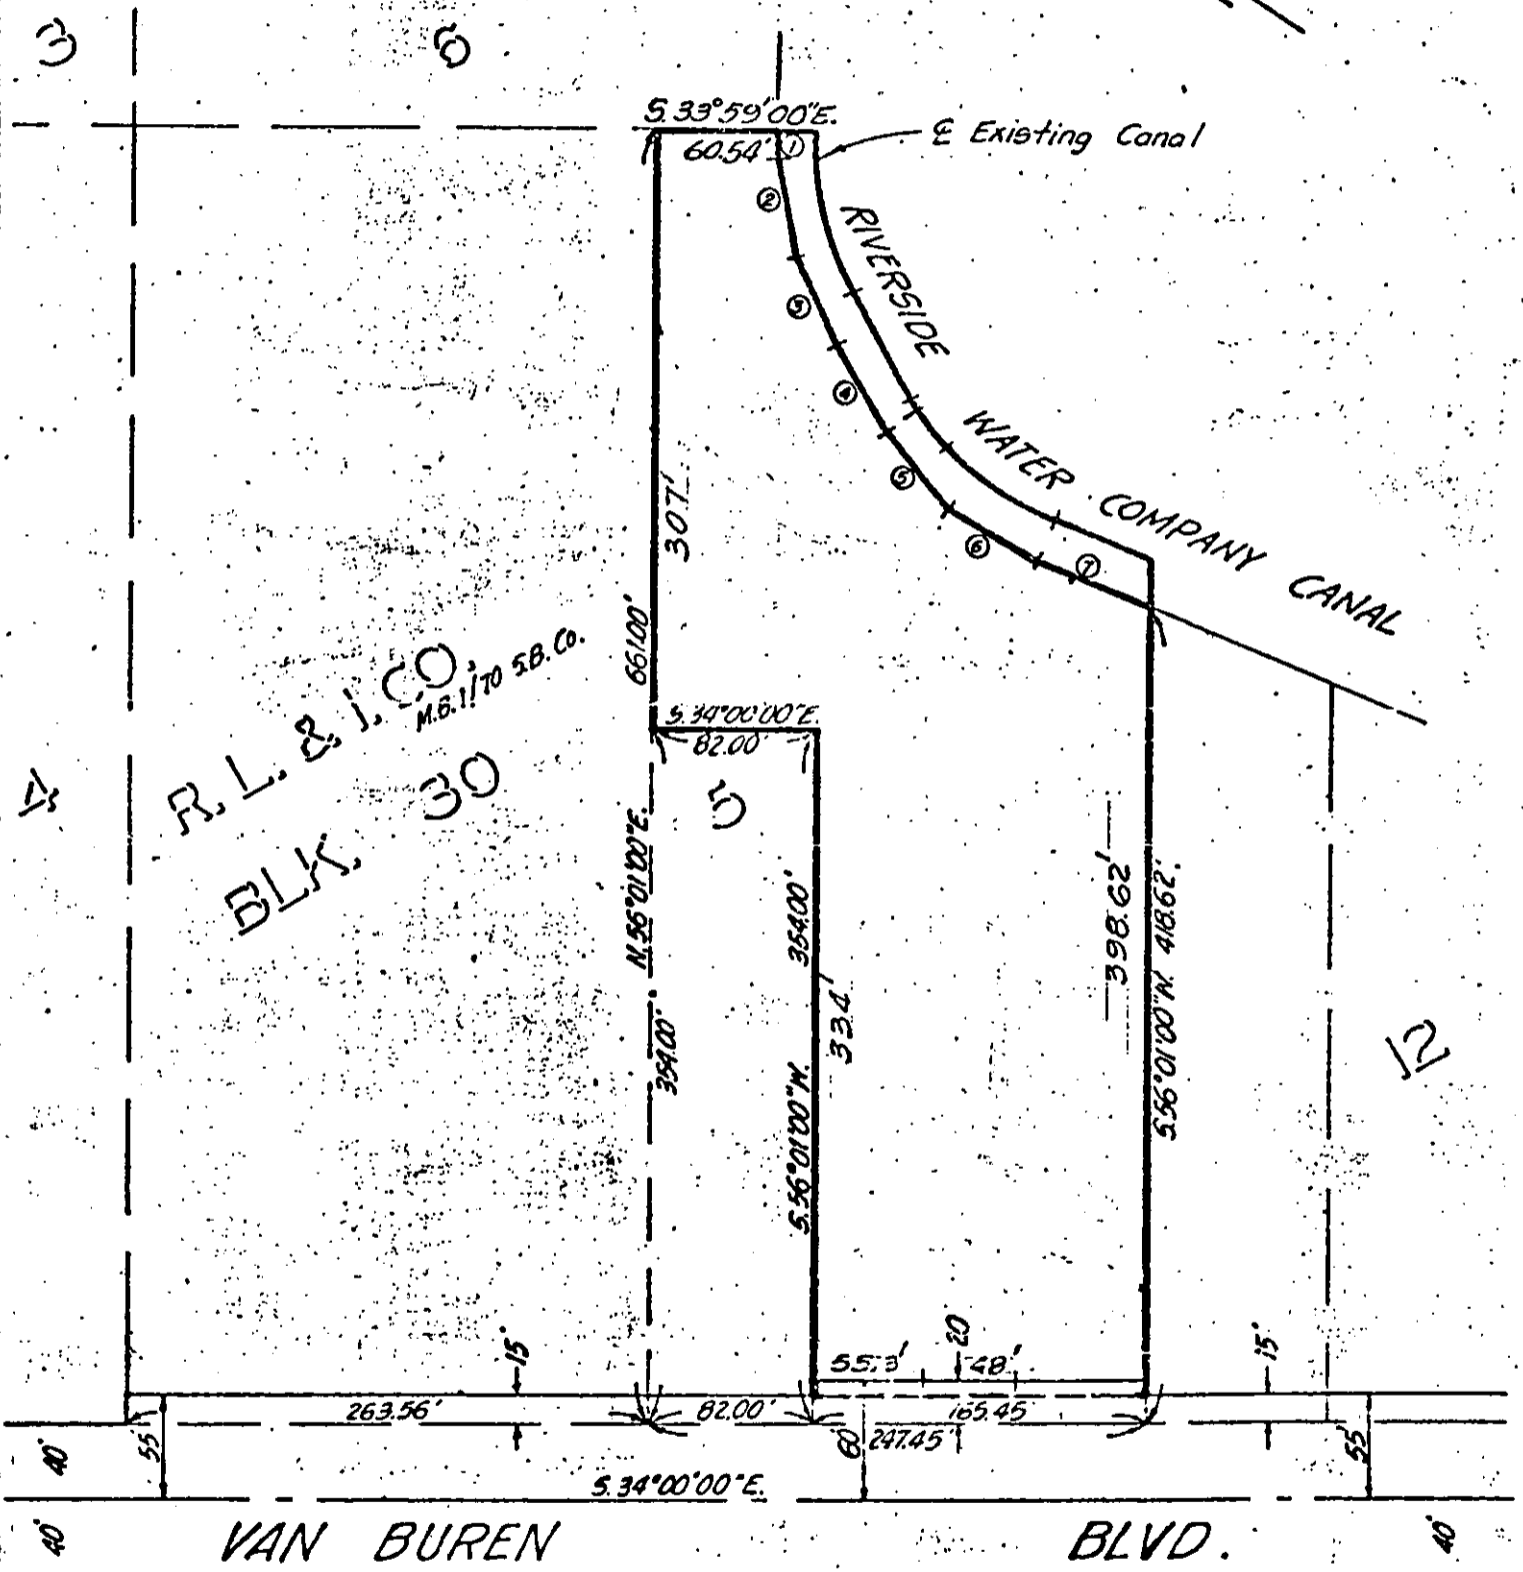 3
6
S. 33°59'00"E.
60.54'
①
℄ Existing Canal
②
③
④
⑤
⑥
⑦
RIVERSIDE
WATER COMPANY CANAL
307'
661.00'
R. L. & I. CO.
M.B. 1/70 S.B. Co.
BLK. 30
4
5
12
S. 34°00'00"E.
82.00'
N. 56°01'00"E.
354.00'
354.00'
S. 56°01'00"W.
334'
398.62'
S. 56°01'00"W. 418.62'
15'
55.3'
20'
48'
15'
263.56'
82.00'
165.45'
247.45'
40'
55'
60'
55'
S. 34°00'00"E.
40'
VAN BUREN BLVD.
40'